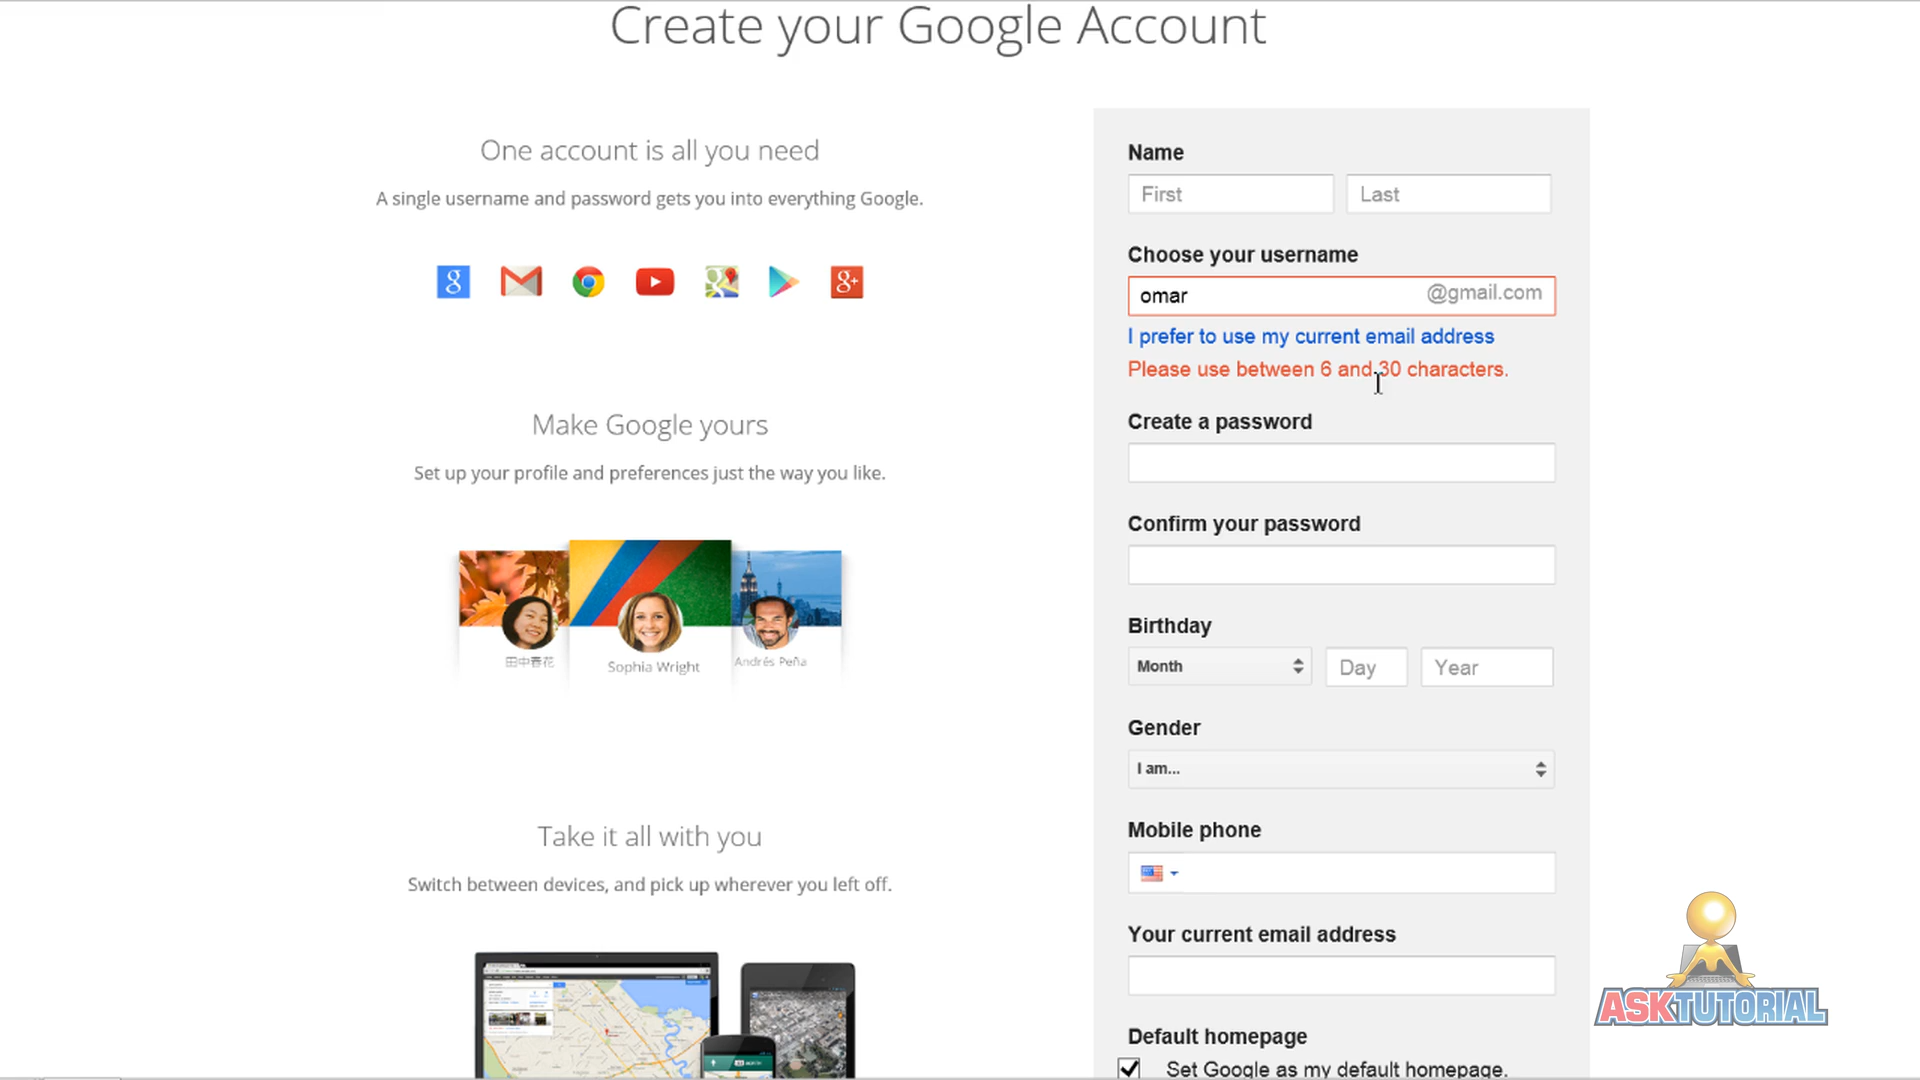 Create your Google Account
One account is all you need
A single username and password gets you into everything Google.
Make Google yours
Set up your profile and preferences just the way you like.
田中春花
Sophia Wright
Andrés Peña
Take it all with you
Switch between devices, and pick up wherever you left off.
Name
First
Last
Choose your username
omar
@gmail.com
I prefer to use my current email address
Please use between 6 and 30 characters.
Create a password
Confirm your password
Birthday
Month
Day
Year
Gender
I am...
Mobile phone
Your current email address
Default homepage
Set Google as my default homepage.
ASKTUTORIAL